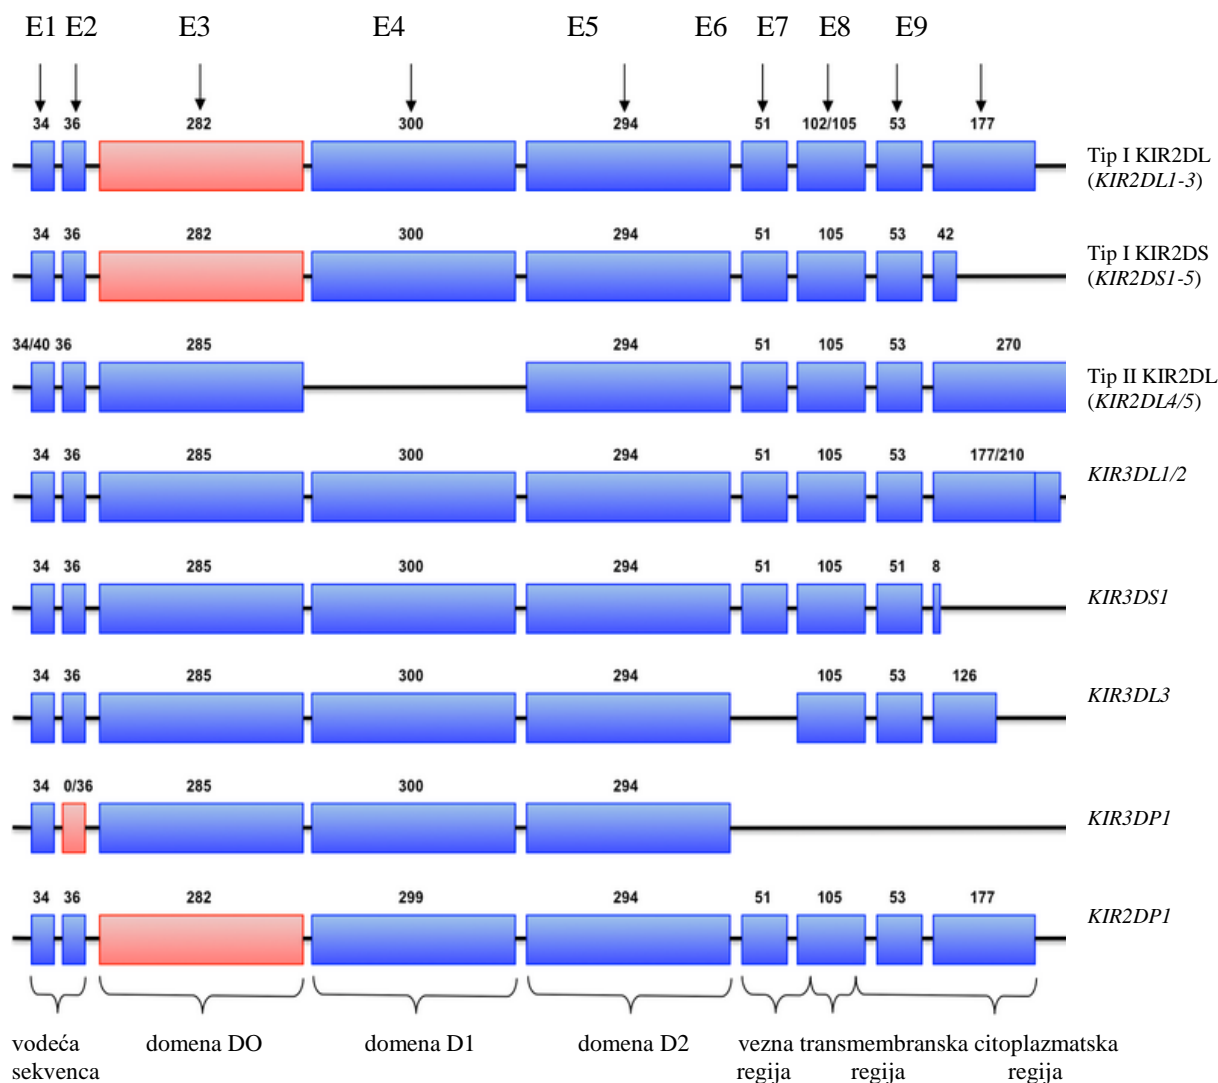 E1 E2 E3 E4 E5 E6 E7 E8 E9
34 36 282 300 294 51 102/105 53 177
Tip I KIR2DL
(KIR2DL1-3)
34 36 282 300 294 51 105 53 42
Tip I KIR2DS
(KIR2DS1-5)
34/40 36 285 294 51 105 53 270
Tip II KIR2DL
(KIR2DL4/5)
34 36 285 300 294 51 105 53 177/210
KIR3DL1/2
34 36 285 300 294 51 105 51 8
KIR3DS1
34 36 285 300 294 105 53 126
KIR3DL3
34 0/36 285 300 294
KIR3DP1
34 36 282 299 294 51 105 53 177
KIR2DP1
vodeća domena DO domena D1 domena D2 vezna transmembranska citoplazmatska
sekvenca regija regija regija